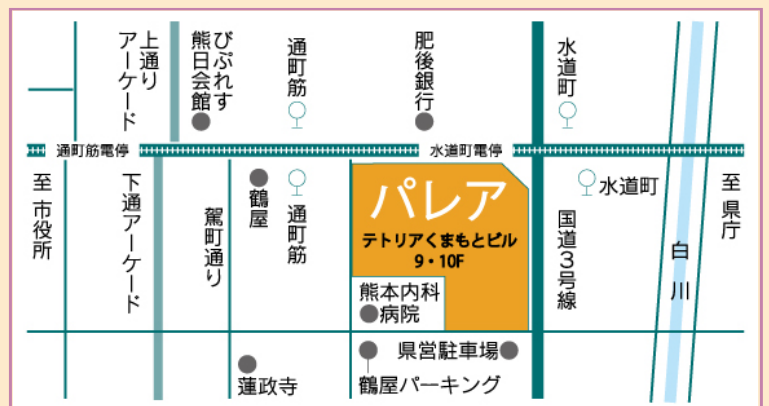 上通り
アーケード
びぷれす
熊日会館
通町筋
肥後銀行
水道町
通町筋電停
水道町電停
至 市役所
下通アーケード
駕町通り
鶴屋
通町筋
パレア
テトリアくまもとビル
9・10F
熊本内科
病院
国道3号線
水道町
白川
至 県庁
蓮政寺
県営駐車場
鶴屋パーキング